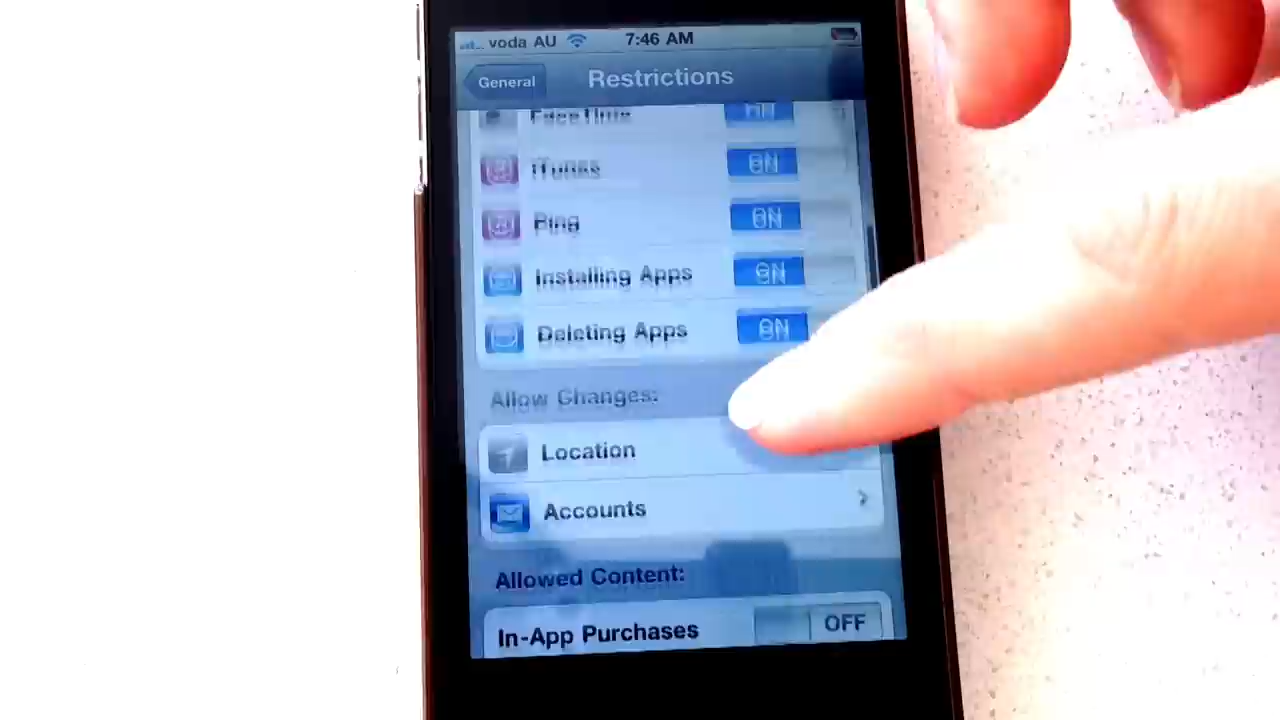 voda AU 7:46 AM
General Restrictions
FaceTime
iTunes ON
Ping ON
Installing Apps ON
Deleting Apps ON
Allow Changes:
Location
Accounts
Allowed Content:
In-App Purchases OFF